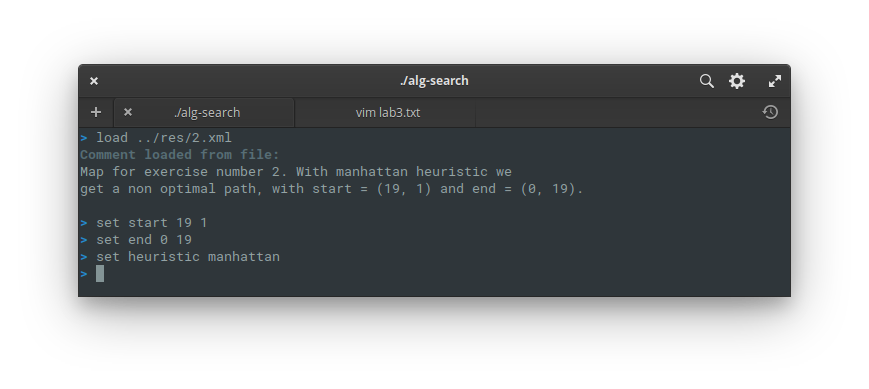 ./alg-search
./alg-search
vim lab3.txt
> load ../res/2.xml
Comment loaded from file:
Map for exercise number 2. With manhattan heuristic we
get a non optimal path, with start = (19, 1) and end = (0, 19).
> set start 19 1
> set end 0 19
> set heuristic manhattan
>